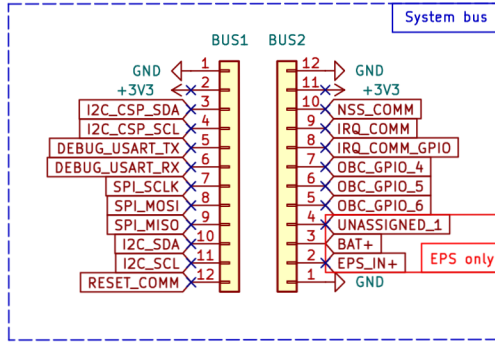 System bus
BUS1 BUS2
GND 1 12 GND
+3V3 2 11 +3V3
I2C_CSP_SDA 3 10 NSS_COMM
I2C_CSP_SCL 4 9 IRQ_COMM
DEBUG_USART_TX 5 8 IRQ_COMM_GPIO
DEBUG_USART_RX 6 7 OBC_GPIO_4
SPI_SCLK 7 6 OBC_GPIO_5
SPI_MOSI 8 5 OBC_GPIO_6
SPI_MISO 9 4 UNASSIGNED_1
I2C_SDA 10 3 BAT+
I2C_SCL 11 2 EPS_IN+ EPS only
RESET_COMM 12 1 GND